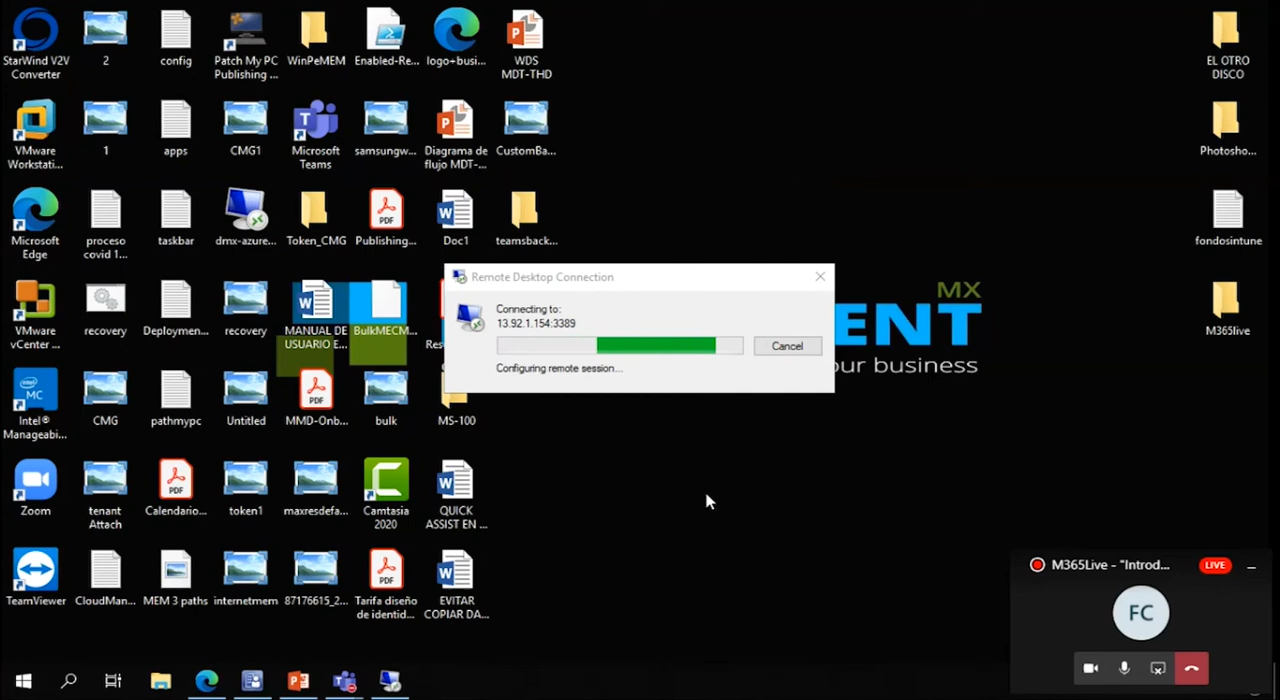 StarWind V2V
Converter
2
config
Patch My PC
Publishing ...
WinPeMEM
Enabled-Re...
logo+busi...
WDS
MDT-THD
EL OTRO
DISCO
VMware
Workstati...
1
apps
CMG1
Microsoft
Teams
samsungw...
Diagrama de
flujo MDT-...
CustomBa...
Photosho...
Microsoft
Edge
proceso
covid 1...
taskbar
dmx-azure...
Token_CMG
PDF
Publishing...
Doc1
teamsback...
fondosintune
Remote Desktop Connection
Connecting to:
13.92.1.154:3389
Cancel
Configuring remote session...
MX
ENT
our business
VMware
vCenter ...
recovery
Deploymen...
recovery
MANUAL DE
USUARIO E...
BulkMECM...
M365live
intel
MC
Intel®
Manageabi...
CMG
pathmypc
Untitled
PDF
MMD-Onb...
bulk
MS-100
Zoom
tenant
Attach
PDF
Calendario...
token1
maxresdefa...
Camtasia
2020
QUICK
ASSIST EN ...
TeamViewer
CloudMan...
MEM 3 paths
internetmem
87176615_2...
PDF
Tarifa diseño
de identid...
EVITAR
COPIAR DA...
M365Live - "Introd...
LIVE
FC